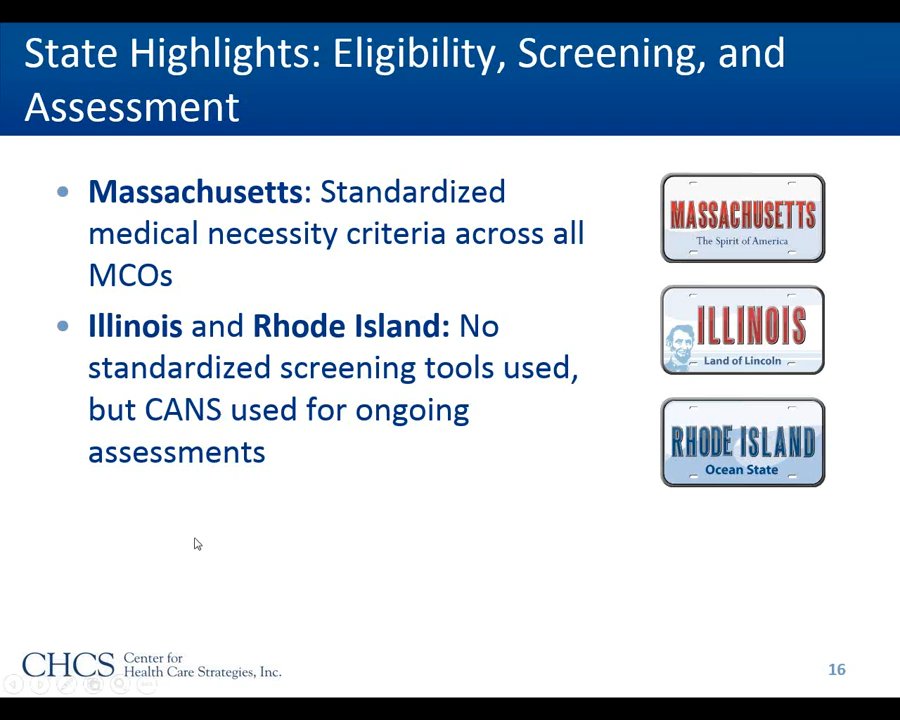 State Highlights: Eligibility, Screening, and
Assessment
• Massachusetts: Standardized
medical necessity criteria across all
MCOs
• Illinois and Rhode Island: No
standardized screening tools used,
but CANS used for ongoing
assessments
MASSACHUSETTS
The Spirit of America
ILLINOIS
Land of Lincoln
RHODE ISLAND
Ocean State
CHCS Center for
Health Care Strategies, Inc.
16